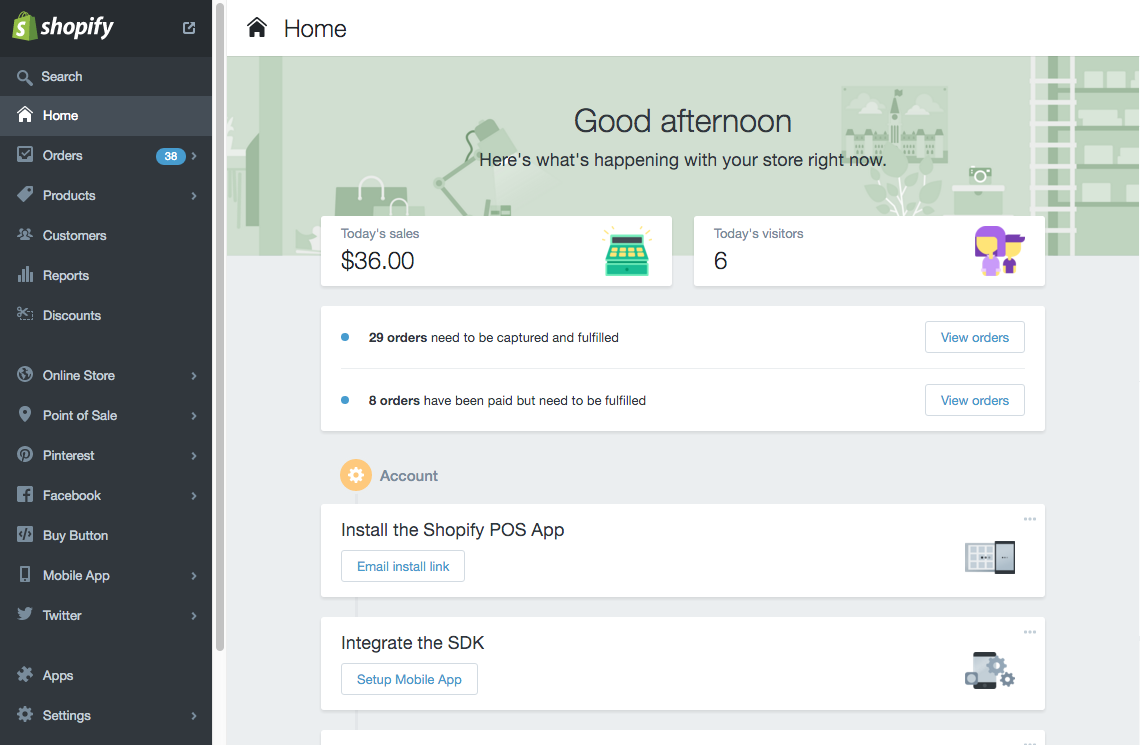 shopify
Search
Home
Orders 38
Products
Customers
Reports
Discounts
Online Store
Point of Sale
Pinterest
Facebook
Buy Button
Mobile App
Twitter
Apps
Settings
Home
Good afternoon
Here's what's happening with your store right now.
Today's sales
$36.00
Today's visitors
6
29 orders need to be captured and fulfilled
View orders
8 orders have been paid but need to be fulfilled
View orders
Account
Install the Shopify POS App
Email install link
Integrate the SDK
Setup Mobile App